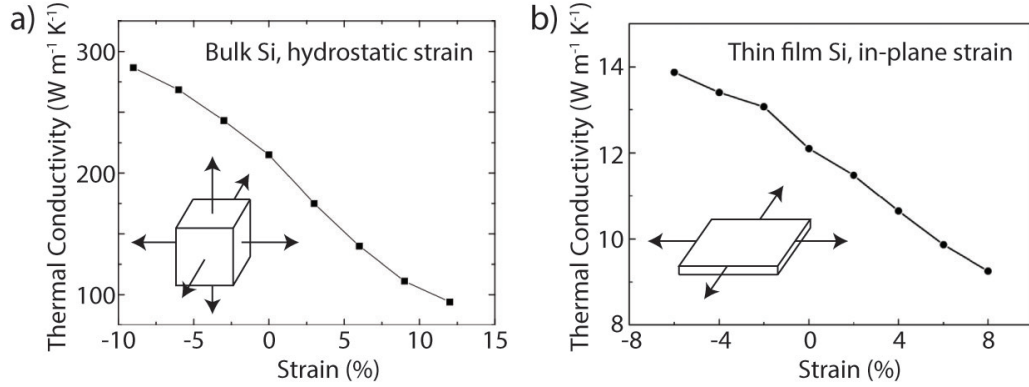 a)
Thermal Conductivity (W m⁻¹ K⁻¹)
300
200
100
Bulk Si, hydrostatic strain
-10 -5 0 5 10 15
Strain (%)
b)
Thermal Conductivity (W m⁻¹ K⁻¹)
14
12
10
8
Thin film Si, in-plane strain
-8 -4 0 4 8
Strain (%)